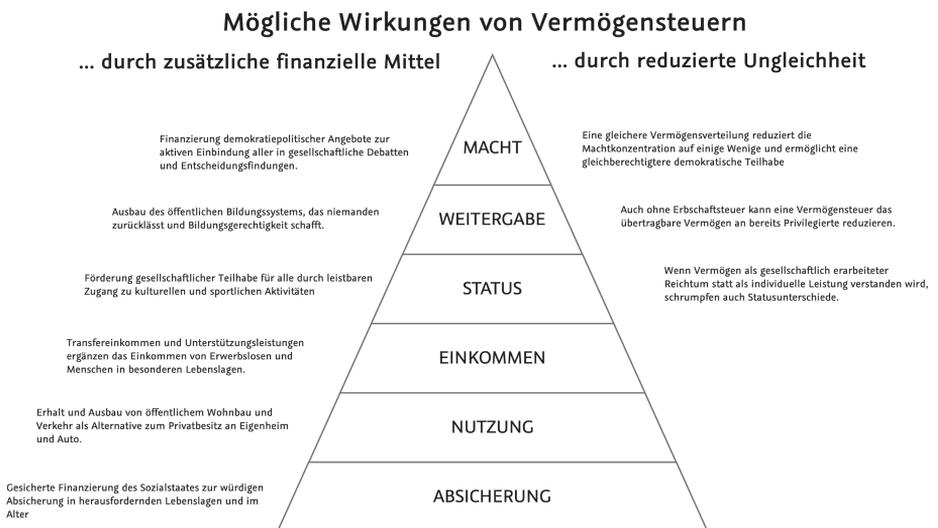 Mögliche Wirkungen von Vermögensteuern
... durch zusätzliche finanzielle Mittel
... durch reduzierte Ungleichheit
Finanzierung demokratiepolitischer Angebote zur
aktiven Einbindung aller in gesellschaftliche Debatten
und Entscheidungsfindungen.
MACHT
Eine gleichere Vermögensverteilung reduziert die
Machtkonzentration auf einige Wenige und ermöglicht eine
gleichberechtigtere demokratische Teilhabe
Ausbau des öffentlichen Bildungssystems, das niemanden
zurücklässt und Bildungsgerechtigkeit schafft.
WEITERGABE
Auch ohne Erbschaftsteuer kann eine Vermögensteuer das
übertragbare Vermögen an bereits Privilegierte reduzieren.
Förderung gesellschaftlicher Teilhabe für alle durch leistbaren
Zugang zu kulturellen und sportlichen Aktivitäten
STATUS
Wenn Vermögen als gesellschaftlich erarbeiteter
Reichtum statt als individuelle Leistung verstanden wird,
schrumpfen auch Statusunterschiede.
Transfereinkommen und Unterstützungsleistungen
ergänzen das Einkommen von Erwerbslosen und
Menschen in besonderen Lebenslagen.
EINKOMMEN
Erhalt und Ausbau von öffentlichem Wohnbau und
Verkehr als Alternative zum Privatbesitz an Eigenheim
und Auto.
NUTZUNG
Gesicherte Finanzierung des Sozialstaates zur würdigen
Absicherung in herausfordernden Lebenslagen und im
Alter
ABSICHERUNG